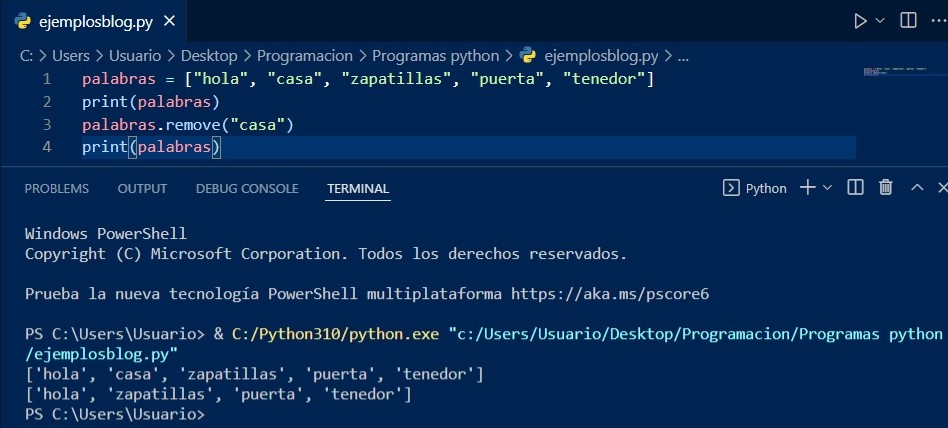 ejemplosblog.py
C: > Users > Usuario > Desktop > Programacion > Programas python > ejemplosblog.py > ...
1 palabras = ["hola", "casa", "zapatillas", "puerta", "tenedor"]
2 print(palabras)
3 palabras.remove("casa")
4 print(palabras)
PROBLEMS OUTPUT DEBUG CONSOLE TERMINAL Python
Windows PowerShell
Copyright (C) Microsoft Corporation. Todos los derechos reservados.
Prueba la nueva tecnología PowerShell multiplataforma https://aka.ms/pscore6
PS C:\Users\Usuario> & C:/Python310/python.exe "c:/Users/Usuario/Desktop/Programacion/Programas python
/ejemplosblog.py"
['hola', 'casa', 'zapatillas', 'puerta', 'tenedor']
['hola', 'zapatillas', 'puerta', 'tenedor']
PS C:\Users\Usuario>